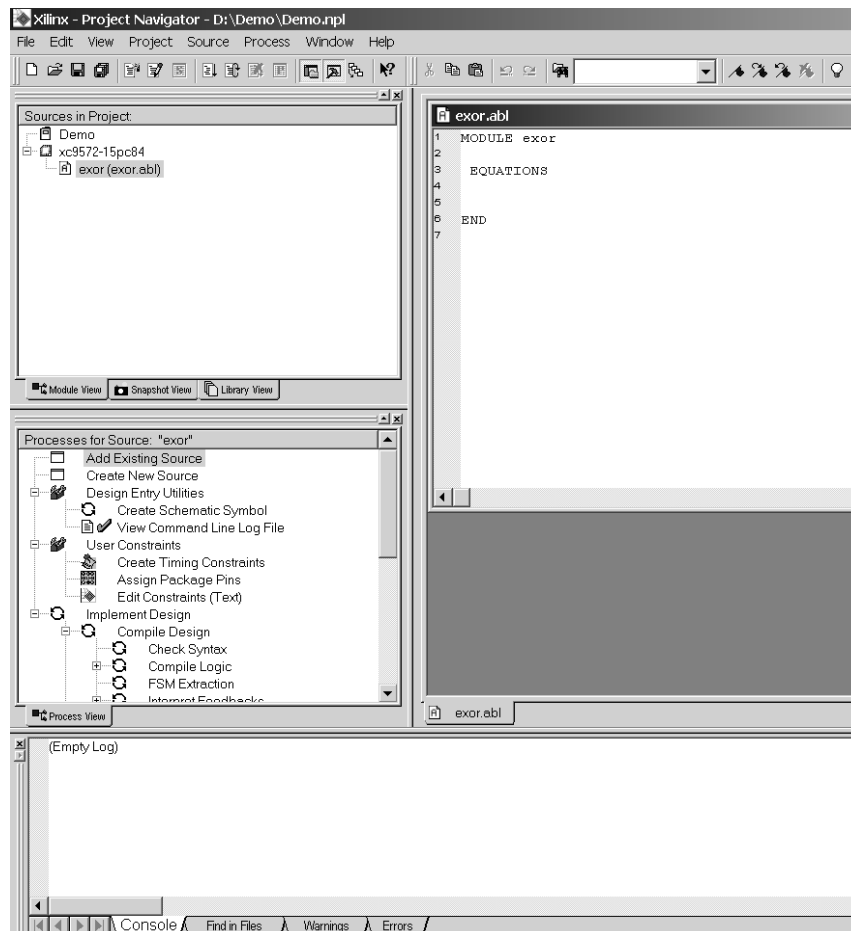 Xilinx - Project Navigator - D:\Demo\Demo.npl
File Edit View Project Source Process Window Help
Sources in Project:
Demo
xc9572-15pc84
exor (exor.abl)
Module View Snapshot View Library View
Processes for Source: "exor"
Add Existing Source
Create New Source
Design Entry Utilities
Create Schematic Symbol
View Command Line Log File
User Constraints
Create Timing Constraints
Assign Package Pins
Edit Constraints (Text)
Implement Design
Compile Design
Check Syntax
Compile Logic
FSM Extraction
Interpret Feedbacks
Process View
exor.abl
1 MODULE exor
2
3 EQUATIONS
4
5
6 END
7
exor.abl
(Empty Log)
Console Find in Files Warnings Errors